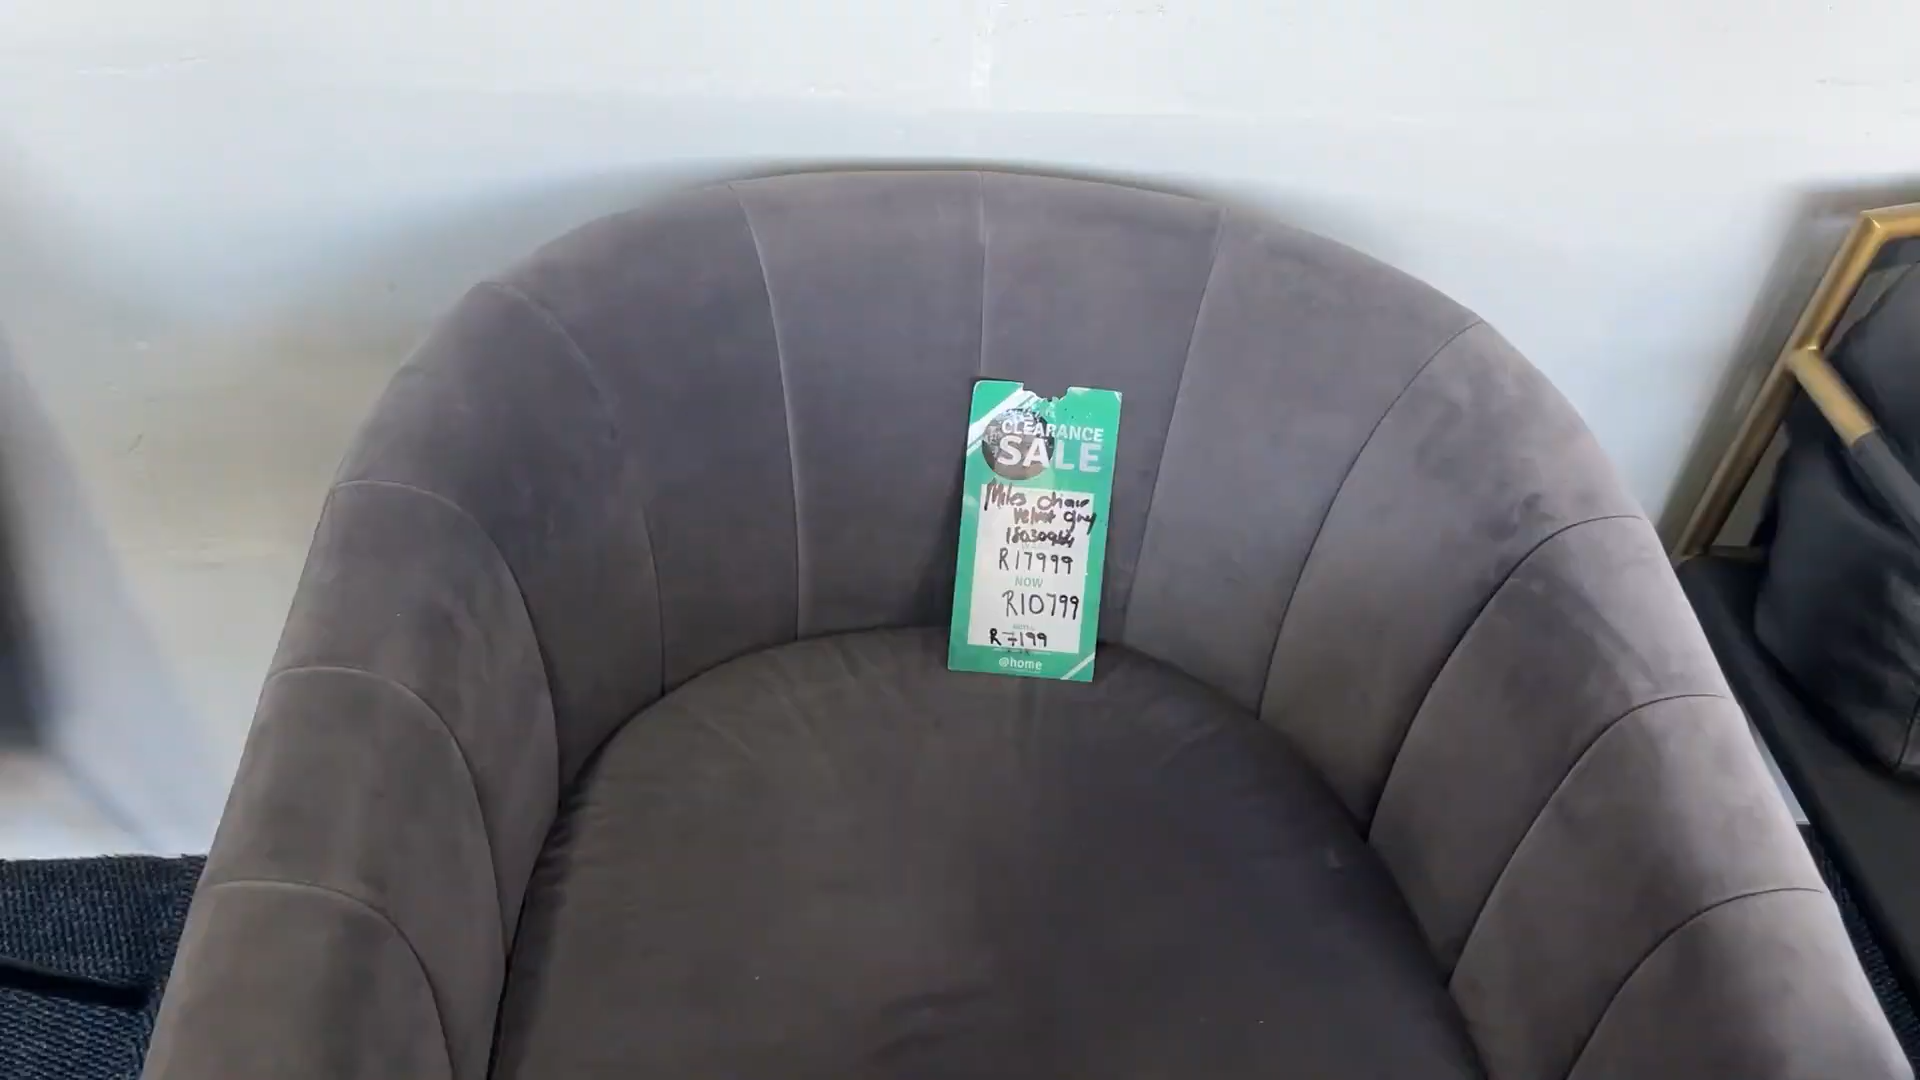 CLEARANCE
SALE
Miles chair
velvet grey
R17999
NOW
R10799
R7199
@home